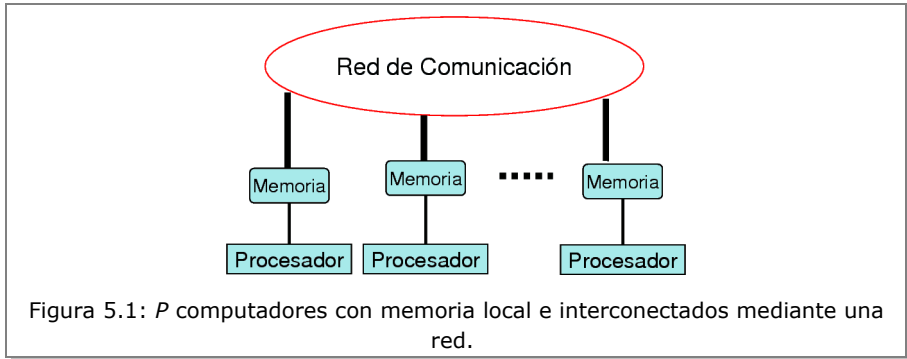 Red de Comunicación
Memoria Memoria Memoria
Procesador Procesador Procesador
Figura 5.1: P computadores con memoria local e interconectados mediante una
red.